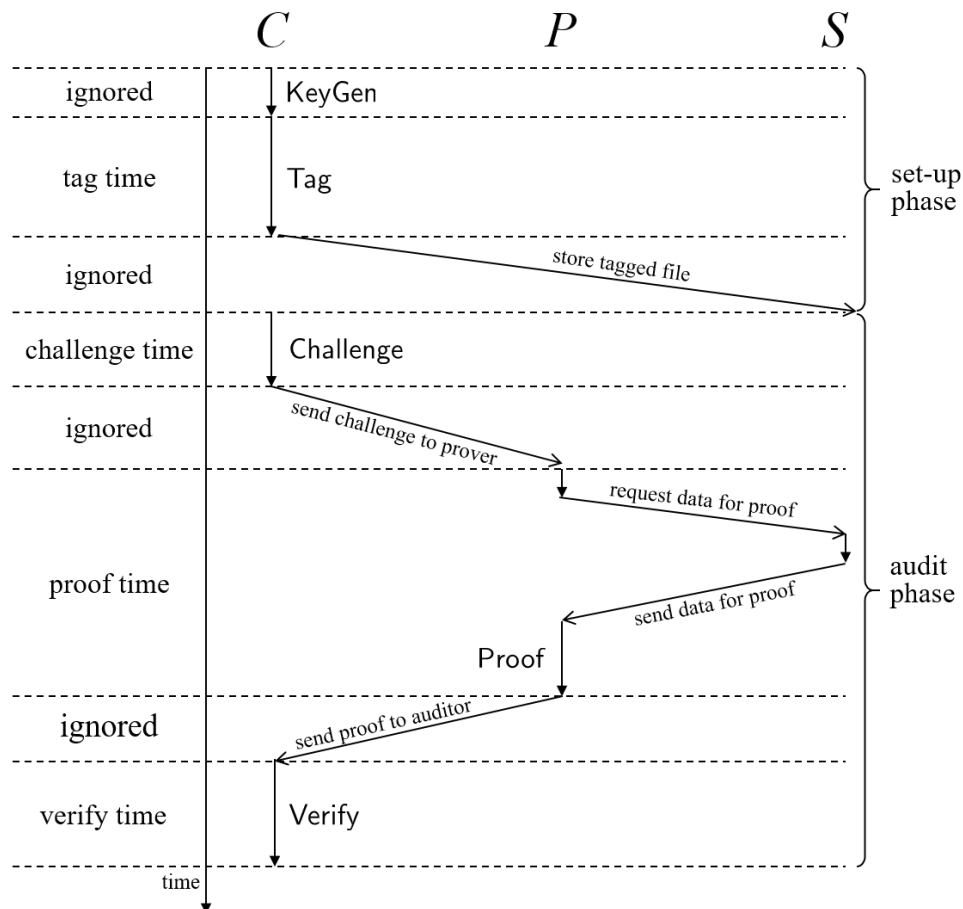 C P S
ignored
KeyGen
tag time
Tag
set-up
phase
store tagged file
ignored
challenge time
Challenge
send challenge to prover
ignored
request data for proof
proof time
send data for proof
audit
phase
Proof
send proof to auditor
ignored
verify time
Verify
time